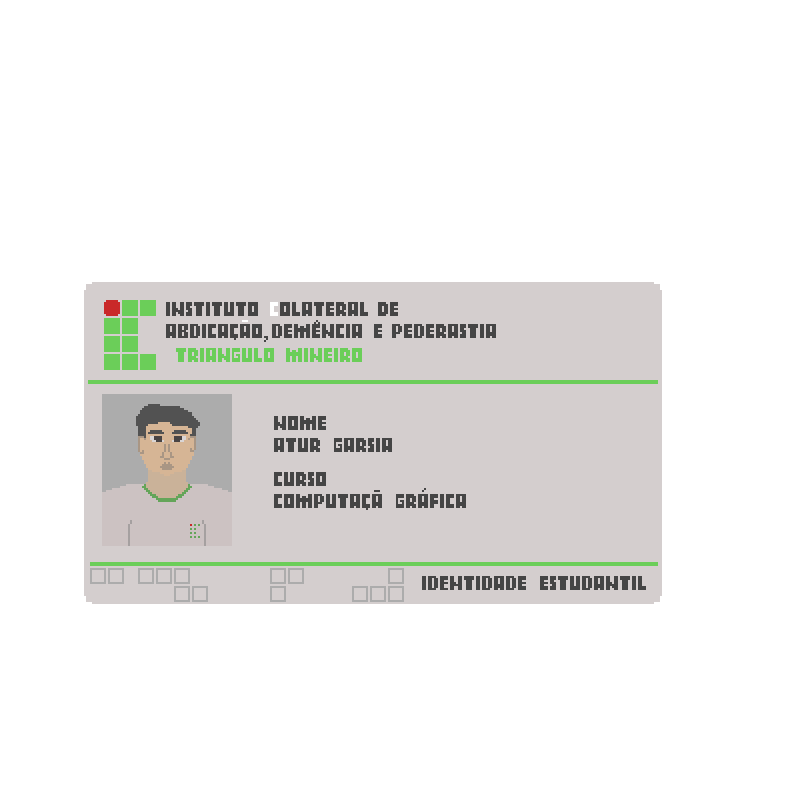 INSTITUTO COLATERAL DE
ABDICAÇÃO,DEMÊNCIA E PEDERASTIA
TRIANGULO MINEIRO
NOME
ATUR GARSIA
CURSO
COMPUTAÇÃ GRÁFICA
IDENTIDADE ESTUDANTIL